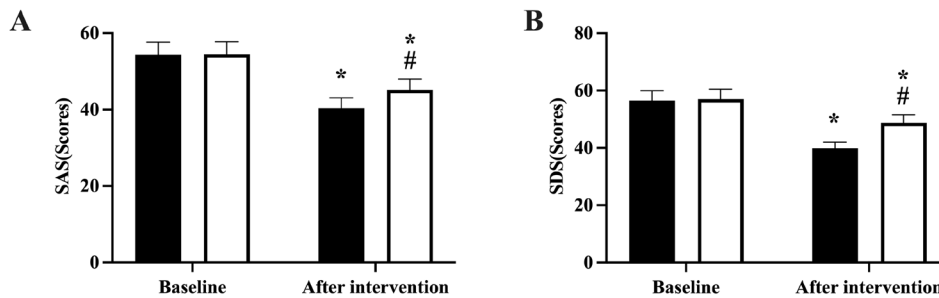 A
B
SAS(Scores)
60
40
20
0
*
*
#
Baseline
After intervention
SDS(Scores)
80
60
40
20
0
*
*
#
Baseline
After intervention